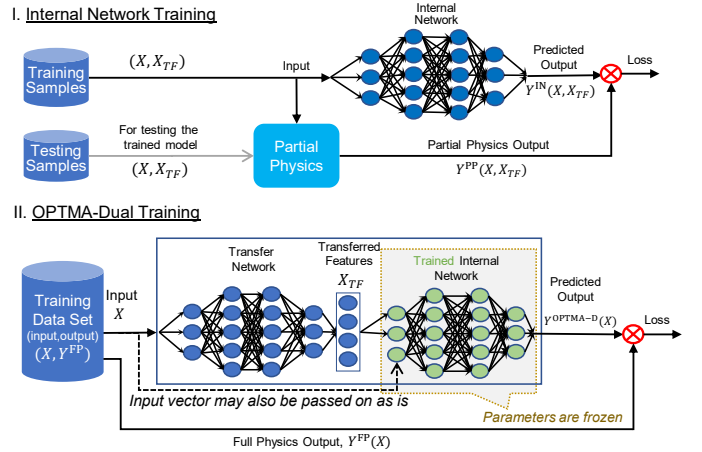 I. Internal Network Training
Internal
Network
Training
Samples
(X, X_TF)
Input
Predicted
Output
Y^IN(X, X_TF)
Loss
Testing
Samples
For testing the
trained model
(X, X_TF)
Partial
Physics
Partial Physics Output
Y^PP(X, X_TF)
II. OPTMA-Dual Training
Training
Data Set
(input,output)
(X, Y^FP)
Input
X
Transfer
Network
Transferred
Features
X_TF
Trained Internal
Network
Predicted
Output
Y^OPTMA−D(X)
Loss
Input vector may also be passed on as is
Parameters are frozen
Full Physics Output, Y^FP(X)